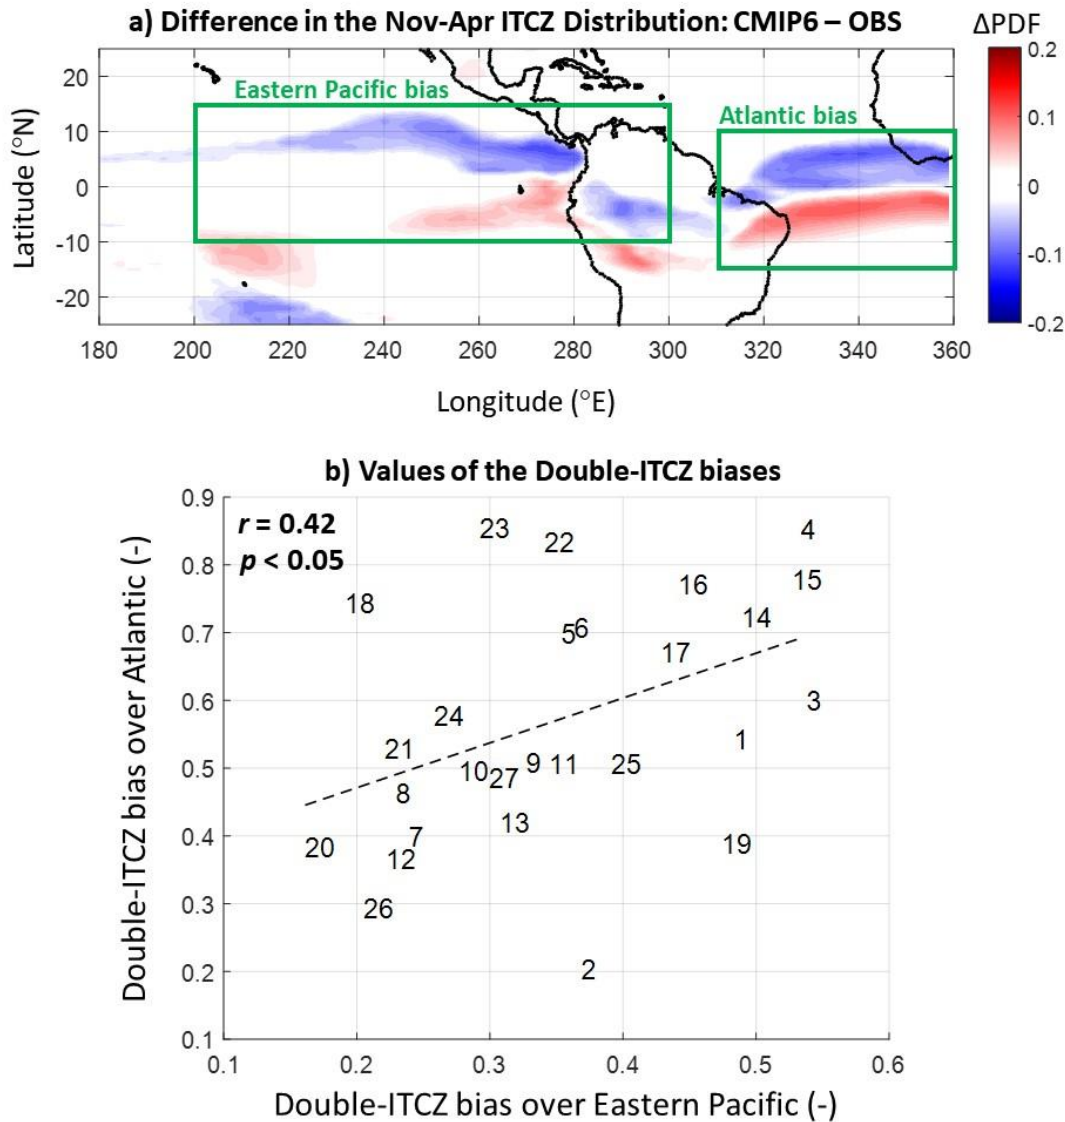 a) Difference in the Nov-Apr ITCZ Distribution: CMIP6 – OBS
ΔPDF
Eastern Pacific bias
Atlantic bias
20
10
0
-10
-20
Latitude (°N)
180 200 220 240 260 280 300 320 340 360
Longitude (°E)
0.2
0.1
0
-0.1
-0.2
b) Values of the Double-ITCZ biases
r = 0.42
p < 0.05
0.9
0.8
0.7
0.6
0.5
0.4
0.3
0.2
0.1
Double-ITCZ bias over Atlantic (-)
23 22 4
16 15
18 14
5 6 17
24 3
21 1
10 27 9 11 25
8
7 13 19
20 12
26
2
0.1 0.2 0.3 0.4 0.5 0.6
Double-ITCZ bias over Eastern Pacific (-)